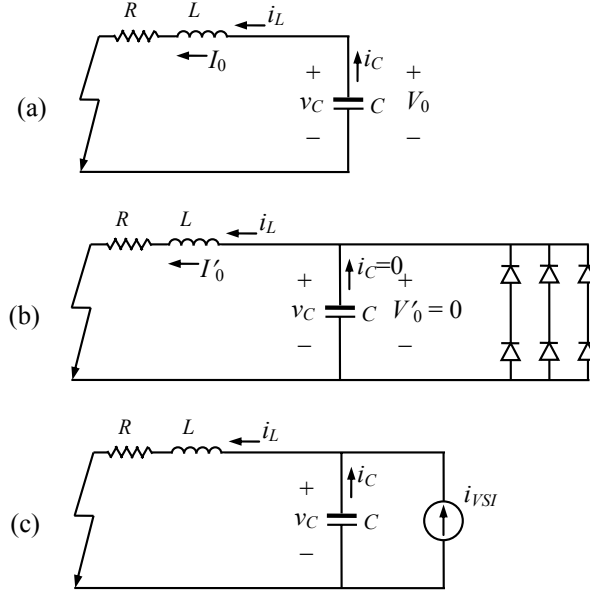 R L i_L
I_0
(a) + v_C − i_C C + V_0 −
R L i_L
I′_0
(b) + v_C − i_C=0 C + V′_0 = 0 −
R L i_L
(c) + v_C − i_C C i_VSI